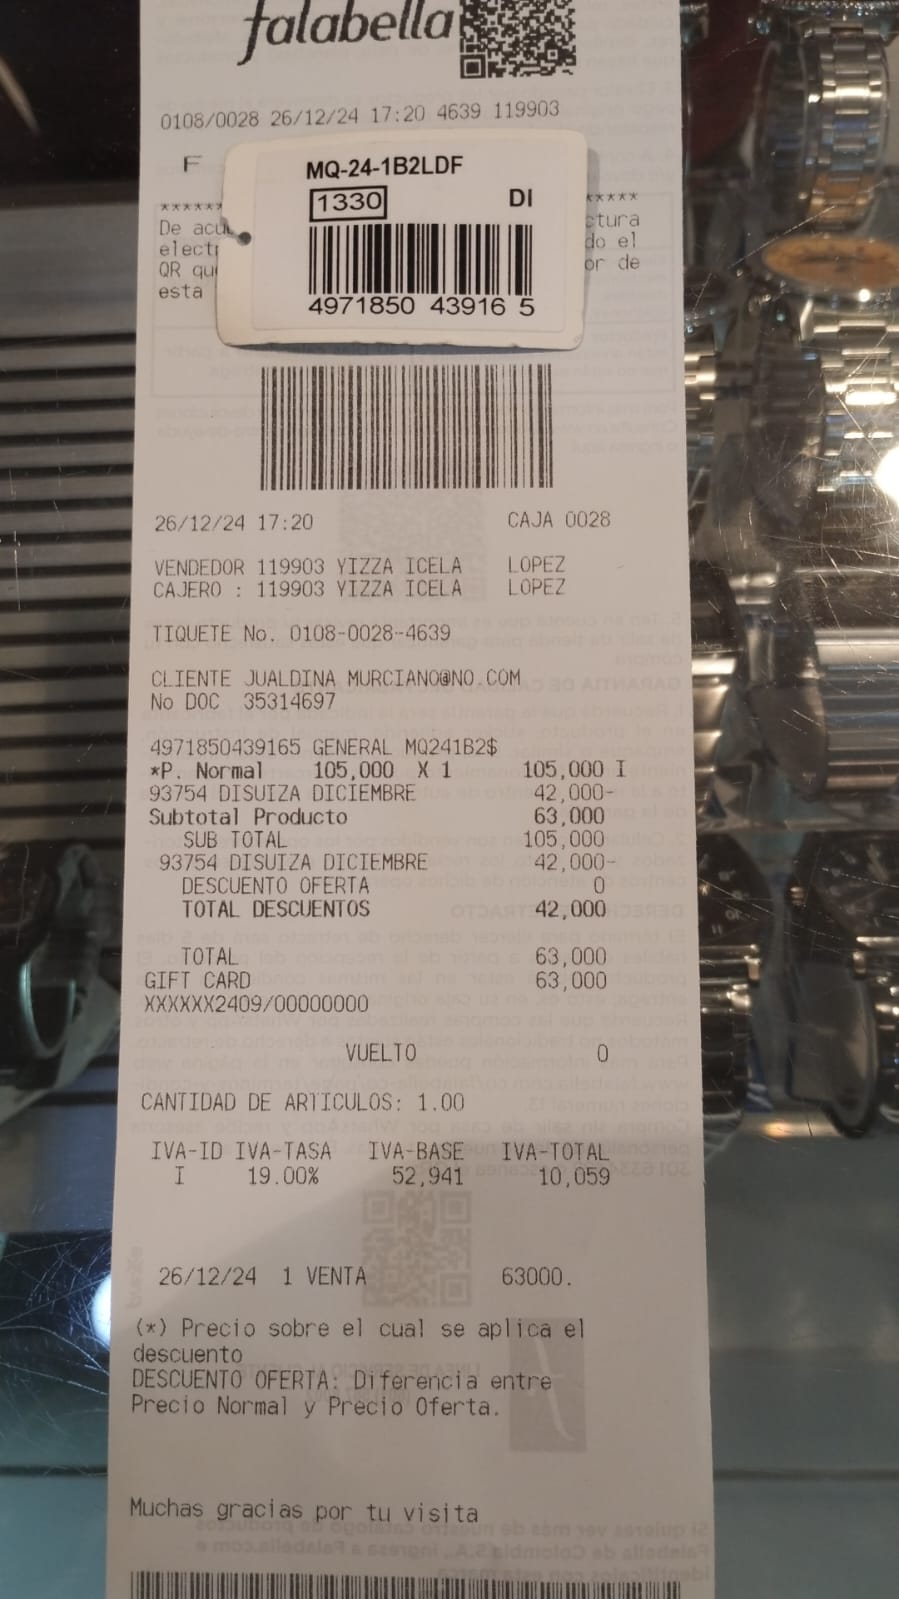 falabella
0108/0028 26/12/24 17:20 4639 119903
F
MQ-24-1B2LDF
1330 DI
4971850 43916 5
****** *****
De acu ctura
elect do el
QR qu or de
esta
26/12/24 17:20 CAJA 0028
VENDEDOR 119903 YIZZA ICELA LOPEZ
CAJERO : 119903 YIZZA ICELA LOPEZ
TIQUETE No. 0108-0028-4639
CLIENTE JUALDINA MURCIANO@NO.COM
No DOC 35314697
4971850439165 GENERAL MQ241B2$
*P. Normal 105,000 X 1 105,000 I
93754 DISUIZA DICIEMBRE 42,000-
Subtotal Producto 63,000
SUB TOTAL 105,000
93754 DISUIZA DICIEMBRE 42,000-
DESCUENTO OFERTA 0
TOTAL DESCUENTOS 42,000
TOTAL 63,000
GIFT CARD 63,000
XXXXXX2409/00000000
VUELTO 0
CANTIDAD DE ARTICULOS: 1.00
IVA-ID IVA-TASA IVA-BASE IVA-TOTAL
I 19.00% 52,941 10,059
26/12/24 1 VENTA 63000.
(*) Precio sobre el cual se aplica el
descuento
DESCUENTO OFERTA: Diferencia entre
Precio Normal y Precio Oferta.
Muchas gracias por tu visita